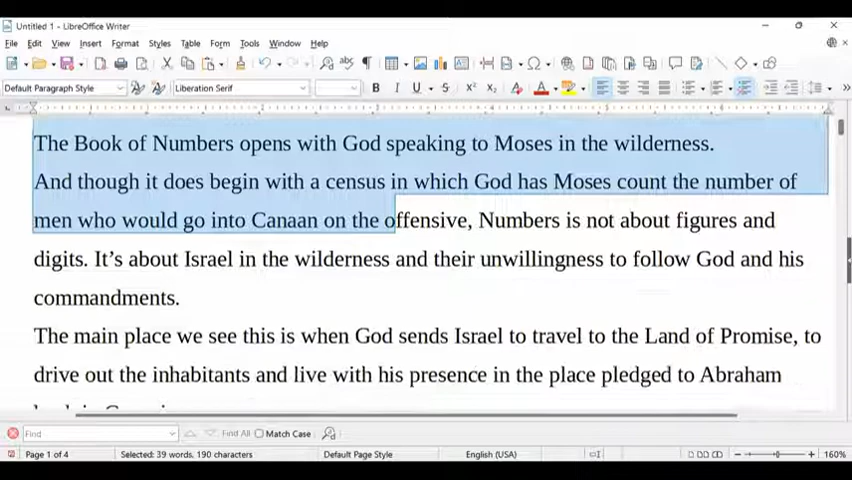 Untitled 1 - LibreOffice Writer
File Edit View Insert Format Styles Table Form Tools Window Help
Default Paragraph Style Liberation Serif
The Book of Numbers opens with God speaking to Moses in the wilderness.
And though it does begin with a census in which God has Moses count the number of
men who would go into Canaan on the offensive, Numbers is not about figures and
digits. It’s about Israel in the wilderness and their unwillingness to follow God and his
commandments.
The main place we see this is when God sends Israel to travel to the Land of Promise, to
drive out the inhabitants and live with his presence in the place pledged to Abraham
Find Find All Match Case
Page 1 of 4 Selected: 39 words, 190 characters Default Page Style English (USA) 160%